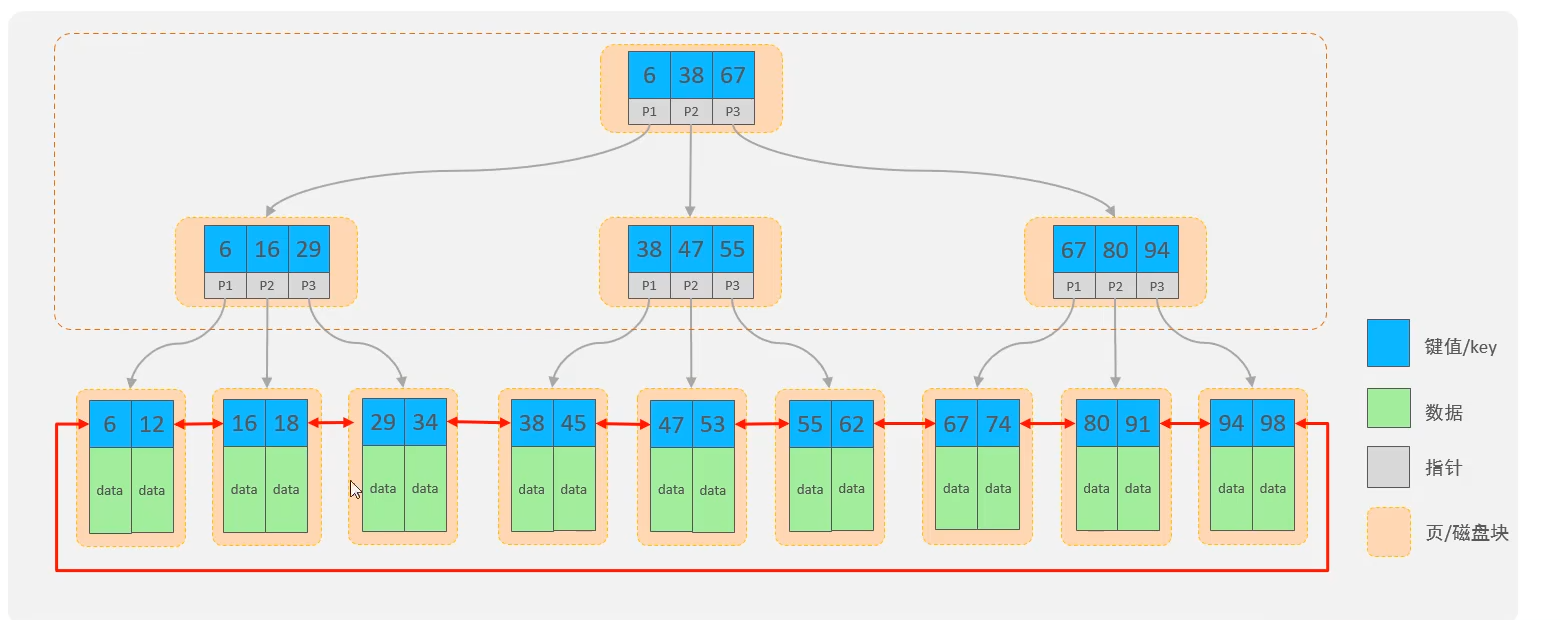 6 38 67
P1 P2 P3
6 16 29
P1 P2 P3
38 47 55
P1 P2 P3
67 80 94
P1 P2 P3
6 12
data data
16 18
data data
29 34
data data
38 45
data data
47 53
data data
55 62
data data
67 74
data data
80 91
data data
94 98
data data
键值/key
数据
指针
页/磁盘块